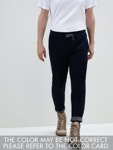 THE COLOR MAY BE NOT CORRECT
PLEASE REFER TO THE COLOR CARD